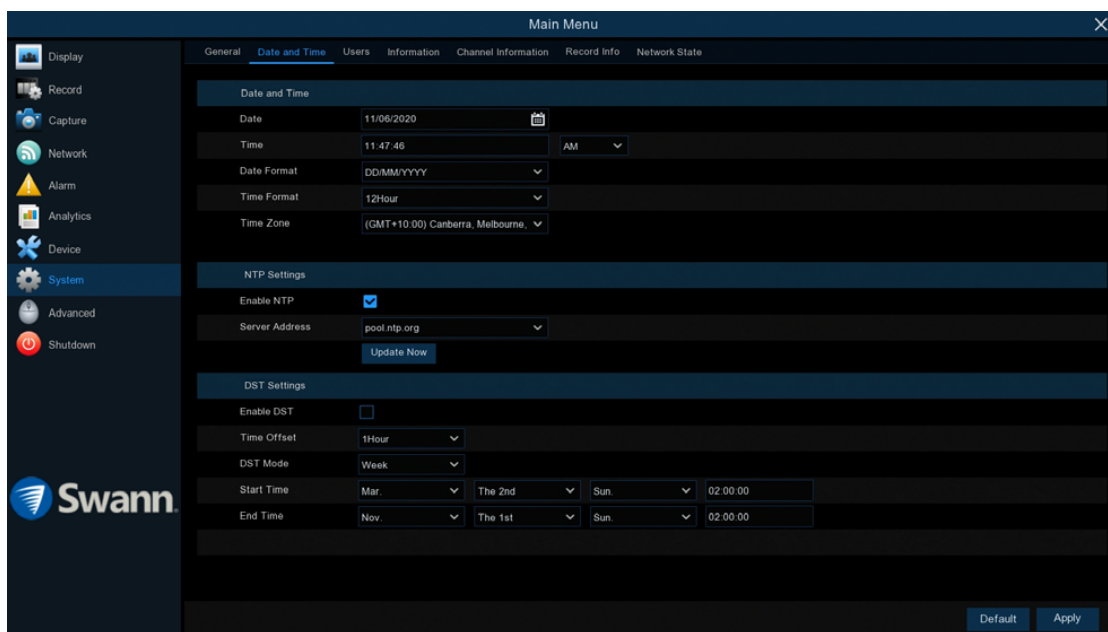 Main Menu
General Date and Time Users Information Channel Information Record Info Network State
Display
Record
Capture
Network
Alarm
Analytics
Device
System
Advanced
Shutdown
Swann
Date and Time
Date 11/06/2020
Time 11:47:46 AM
Date Format DD/MM/YYYY
Time Format 12Hour
Time Zone (GMT+10:00) Canberra, Melbourne,
NTP Settings
Enable NTP
Server Address pool.ntp.org
Update Now
DST Settings
Enable DST
Time Offset 1Hour
DST Mode Week
Start Time Mar. The 2nd Sun. 02:00:00
End Time Nov. The 1st Sun. 02:00:00
Default Apply